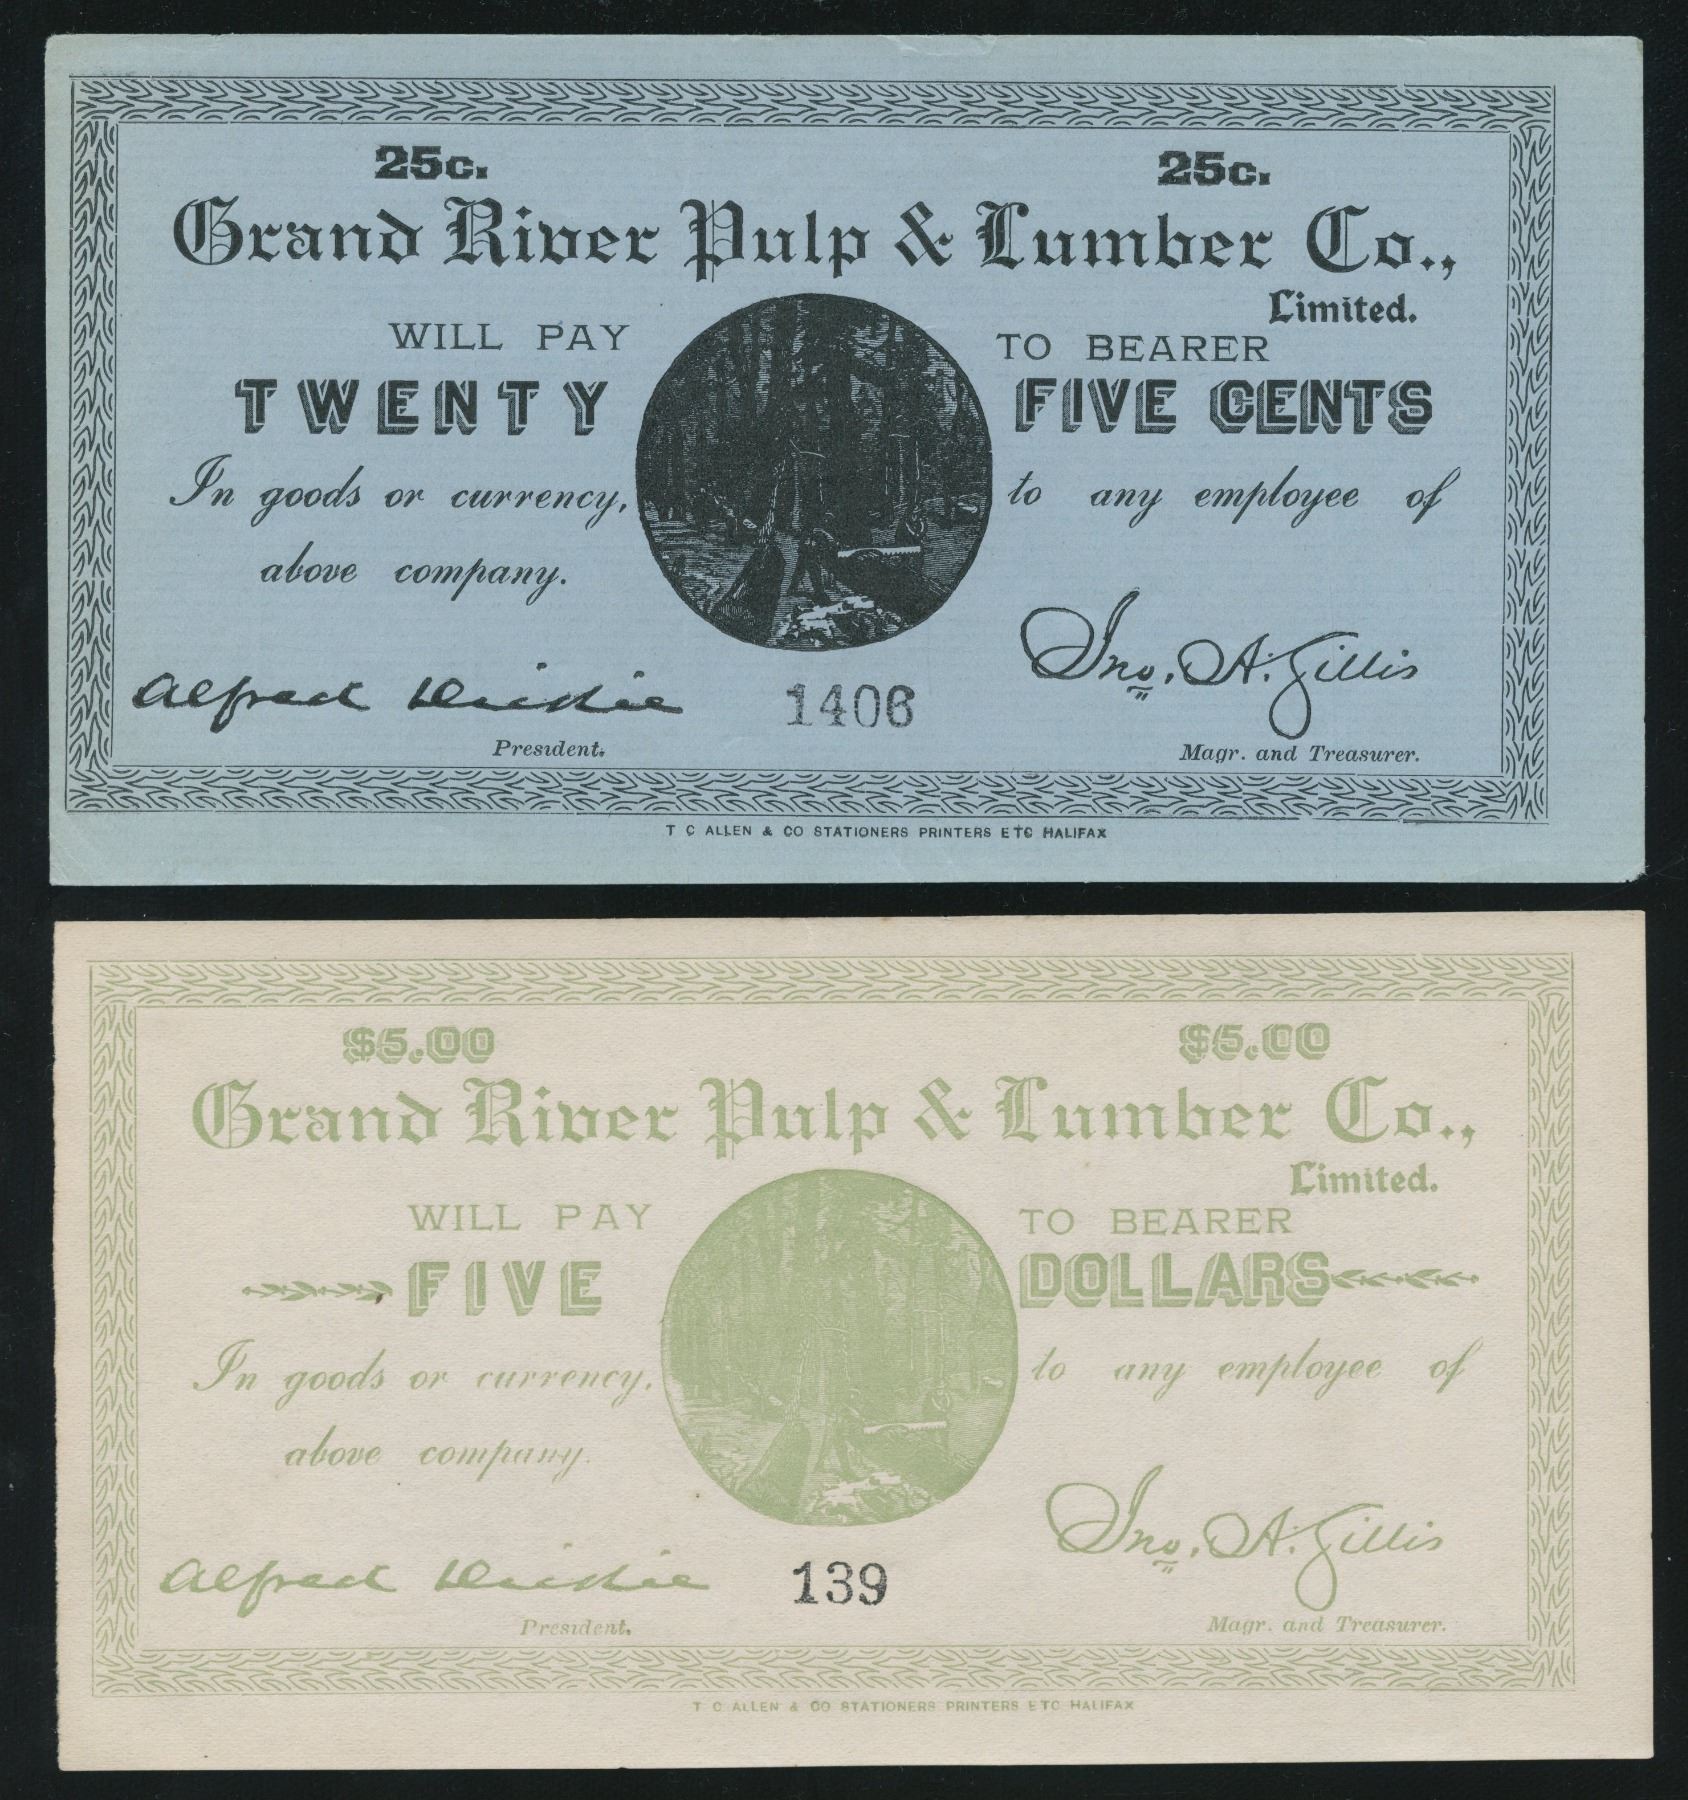 25c. 25c.
Grand River Pulp & Lumber Co.,
Limited.
WILL PAY TO BEARER
TWENTY FIVE CENTS
In goods or currency, to any employee of
above company.
Alfred Dickie Jno. A. Gillis
1406
President. Magr. and Treasurer.
T C ALLEN & CO STATIONERS PRINTERS ETC HALIFAX
$5.00 $5.00
Grand River Pulp & Lumber Co.,
Limited.
WILL PAY TO BEARER
FIVE DOLLARS
In goods or currency, to any employee of
above company.
Alfred Dickie Jno. A. Gillis
139
President. Magr. and Treasurer.
T C ALLEN & CO STATIONERS PRINTERS ETC HALIFAX